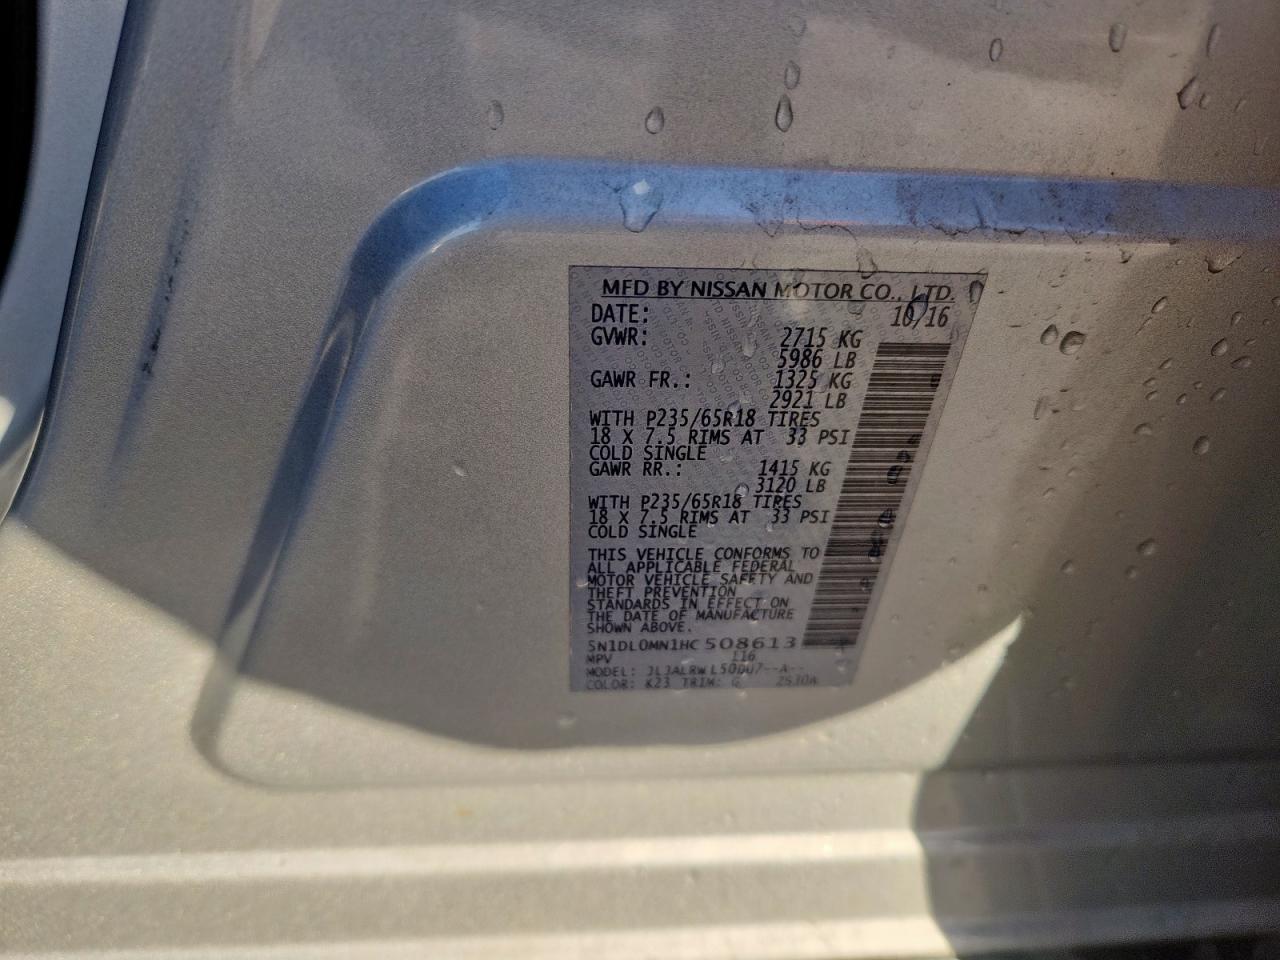 MFD BY NISSAN MOTOR CO., LTD.
DATE: 10/16
GVWR: 2715 KG
5986 LB
GAWR FR.: 1325 KG
2921 LB
WITH P235/65R18 TIRES
18 X 7.5 RIMS AT 33 PSI
COLD SINGLE
GAWR RR.: 1415 KG
3120 LB
WITH P235/65R18 TIRES
18 X 7.5 RIMS AT 33 PSI
COLD SINGLE
THIS VEHICLE CONFORMS TO
ALL APPLICABLE FEDERAL
MOTOR VEHICLE SAFETY AND
THEFT PREVENTION
STANDARDS IN EFFECT ON
THE DATE OF MANUFACTURE
SHOWN ABOVE.
5N1DL0MN1HC508613
MPV
MODEL:
COLOR: K23 TRIM: G